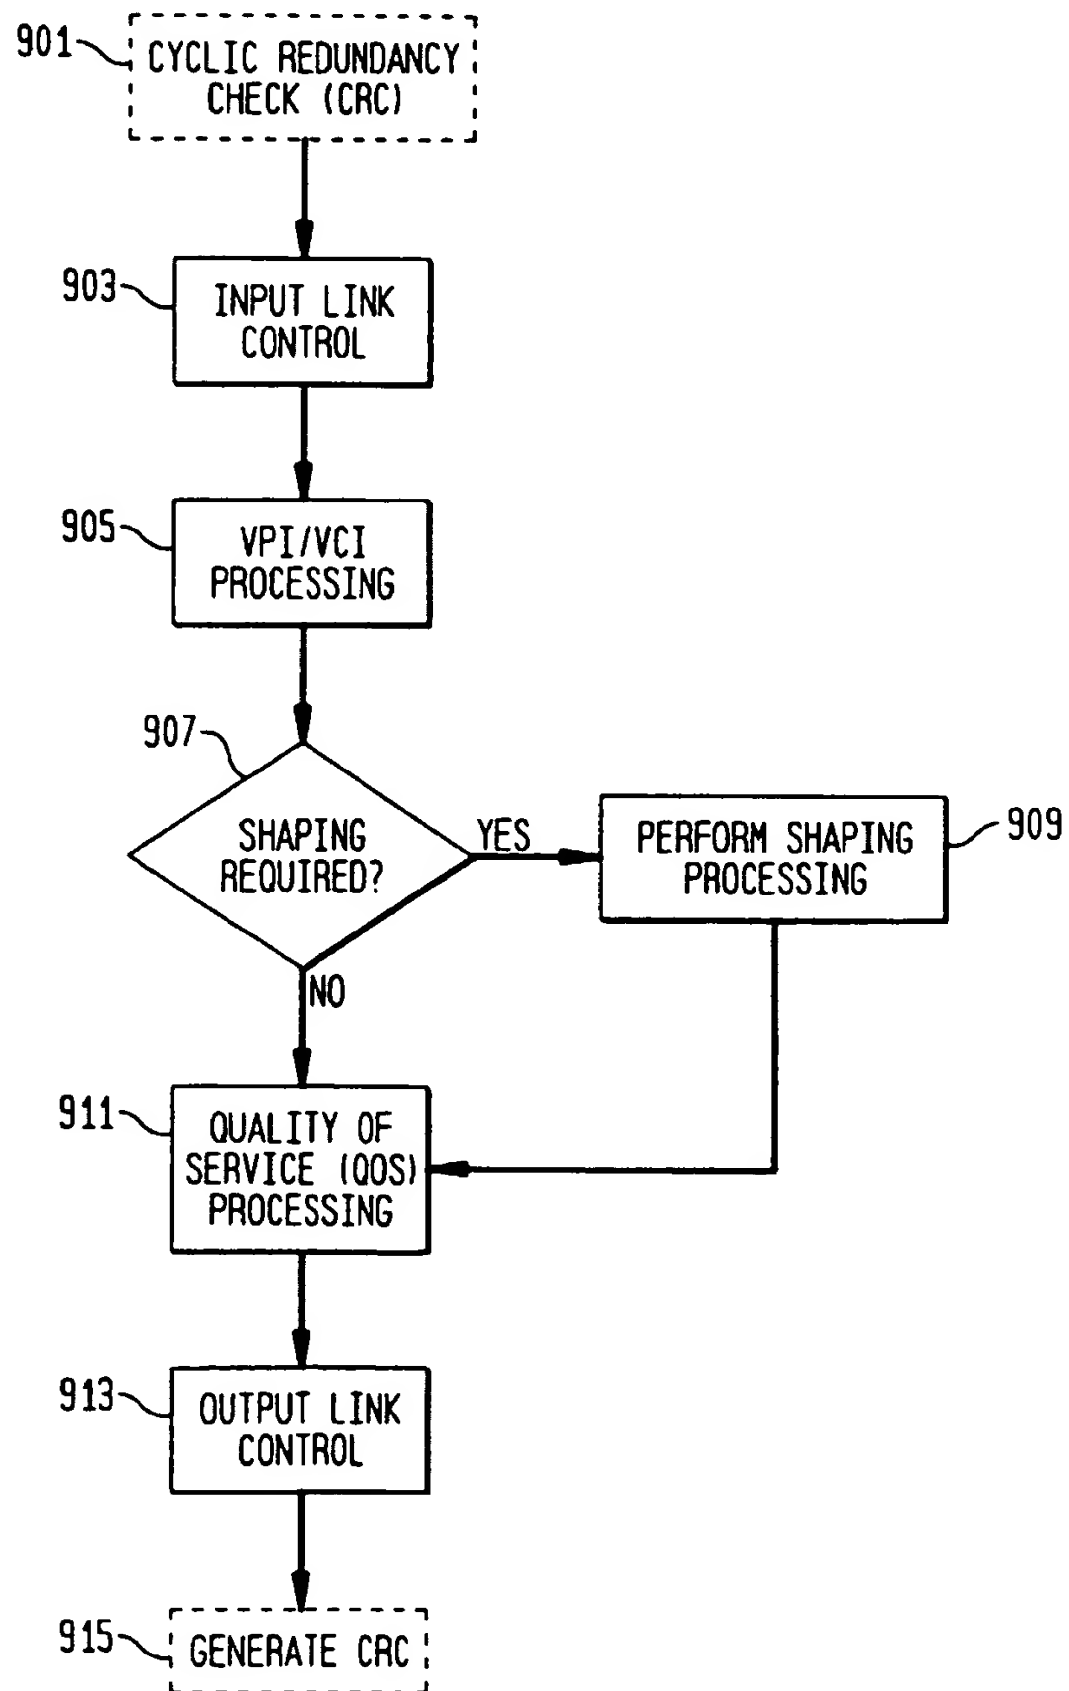 901
CYCLIC REDUNDANCY
CHECK (CRC)
903
INPUT LINK
CONTROL
905
VPI/VCI
PROCESSING
907
SHAPING
REQUIRED?
YES
PERFORM SHAPING
PROCESSING
909
NO
911
QUALITY OF
SERVICE (QOS)
PROCESSING
913
OUTPUT LINK
CONTROL
915
GENERATE CRC